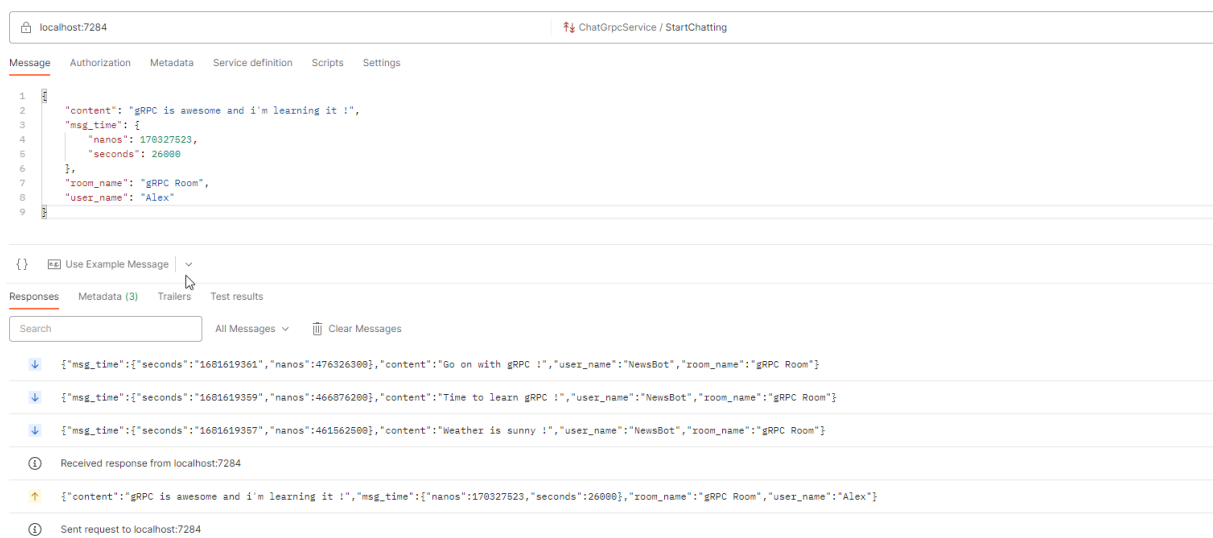 localhost:7284 ChatGrpcService / StartChatting
Message Authorization Metadata Service definition Scripts Settings
1 {
2 "content": "gRPC is awesome and i'm learning it !",
3 "msg_time": {
4 "nanos": 170327523,
5 "seconds": 26000
6 },
7 "room_name": "gRPC Room",
8 "user_name": "Alex"
9 }
{} Use Example Message
Responses Metadata (3) Trailers Test results
Search All Messages Clear Messages
{"msg_time":{"seconds":"1681619361","nanos":476326300},"content":"Go on with gRPC !","user_name":"NewsBot","room_name":"gRPC Room"}
{"msg_time":{"seconds":"1681619359","nanos":466876200},"content":"Time to learn gRPC !","user_name":"NewsBot","room_name":"gRPC Room"}
{"msg_time":{"seconds":"1681619357","nanos":461562500},"content":"Weather is sunny !","user_name":"NewsBot","room_name":"gRPC Room"}
Received response from localhost:7284
{"content":"gRPC is awesome and i'm learning it !","msg_time":{"nanos":170327523,"seconds":26000},"room_name":"gRPC Room","user_name":"Alex"}
Sent request to localhost:7284